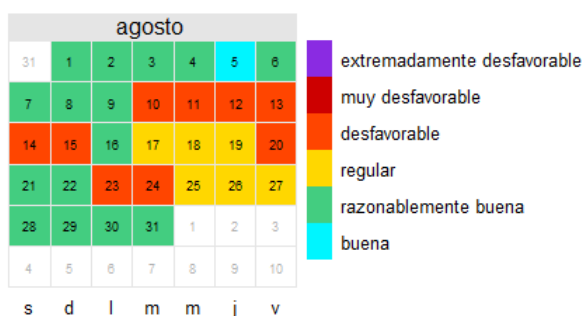 agosto
31 1 2 3 4 5 6
7 8 9 10 11 12 13
14 15 16 17 18 19 20
21 22 23 24 25 26 27
28 29 30 31 1 2 3
4 5 6 7 8 9 10
s d l m m j v
extremadamente desfavorable
muy desfavorable
desfavorable
regular
razonablemente buena
buena